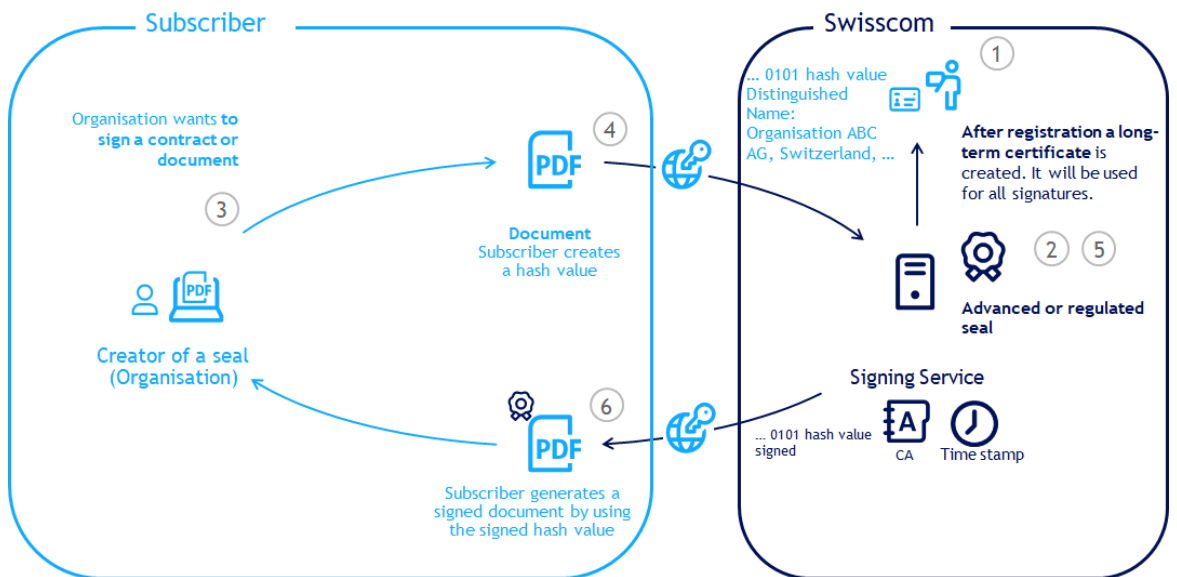 Subscriber
Swisscom
1
... 0101 hash value
Distinguished
Name:
Organisation ABC
AG, Switzerland, ...
Organisation wants to
sign a contract or
document
4
PDF
After registration a long-
term certificate is
created. It will be used
for all signatures.
3
Document
Subscriber creates
a hash value
2
5
PDF
Advanced or regulated
seal
Creator of a seal
(Organisation)
Signing Service
6
PDF
... 0101 hash value
signed
A
CA
Time stamp
Subscriber generates a
signed document by using
the signed hash value